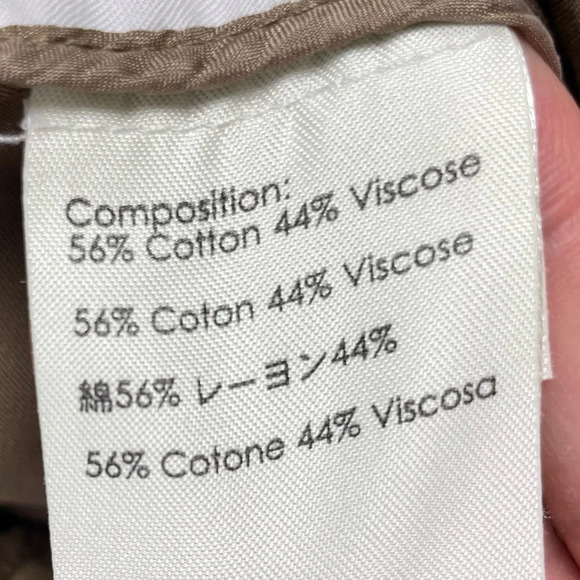 Composition:
56% Cotton 44% Viscose
56% Coton 44% Viscose
綿56% レーヨン44%
56% Cotone 44% Viscosa